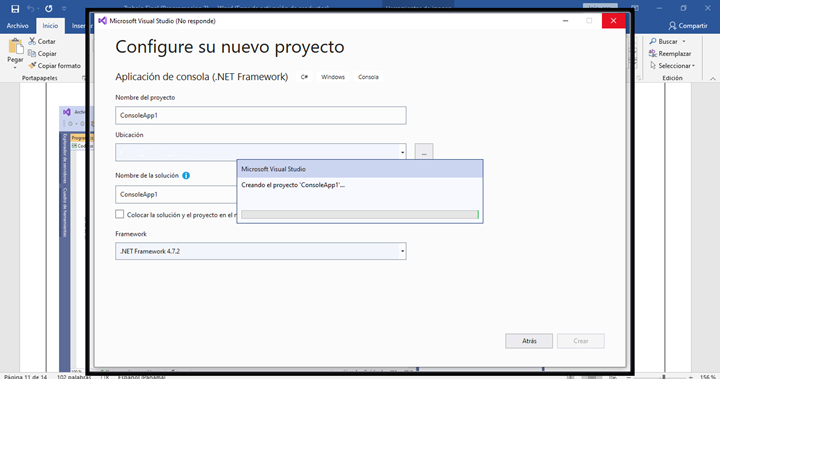 Archivo
Inicio
Insertar
Compartir
Pegar
Cortar
Copiar
Copiar formato
Portapapeles
Buscar
Reemplazar
Seleccionar
Edición
Microsoft Visual Studio (No responde)
Configure su nuevo proyecto
Aplicación de consola (.NET Framework) C# Windows Consola
Nombre del proyecto
ConsoleApp1
Ubicación
...
Nombre de la solución
ConsoleApp1
Microsoft Visual Studio
Creando el proyecto 'ConsoleApp1'...
Colocar la solución y el proyecto en el
Framework
.NET Framework 4.7.2
Atrás Crear
Página 11 de 14 102 palabras Español (Panamá) 156 %